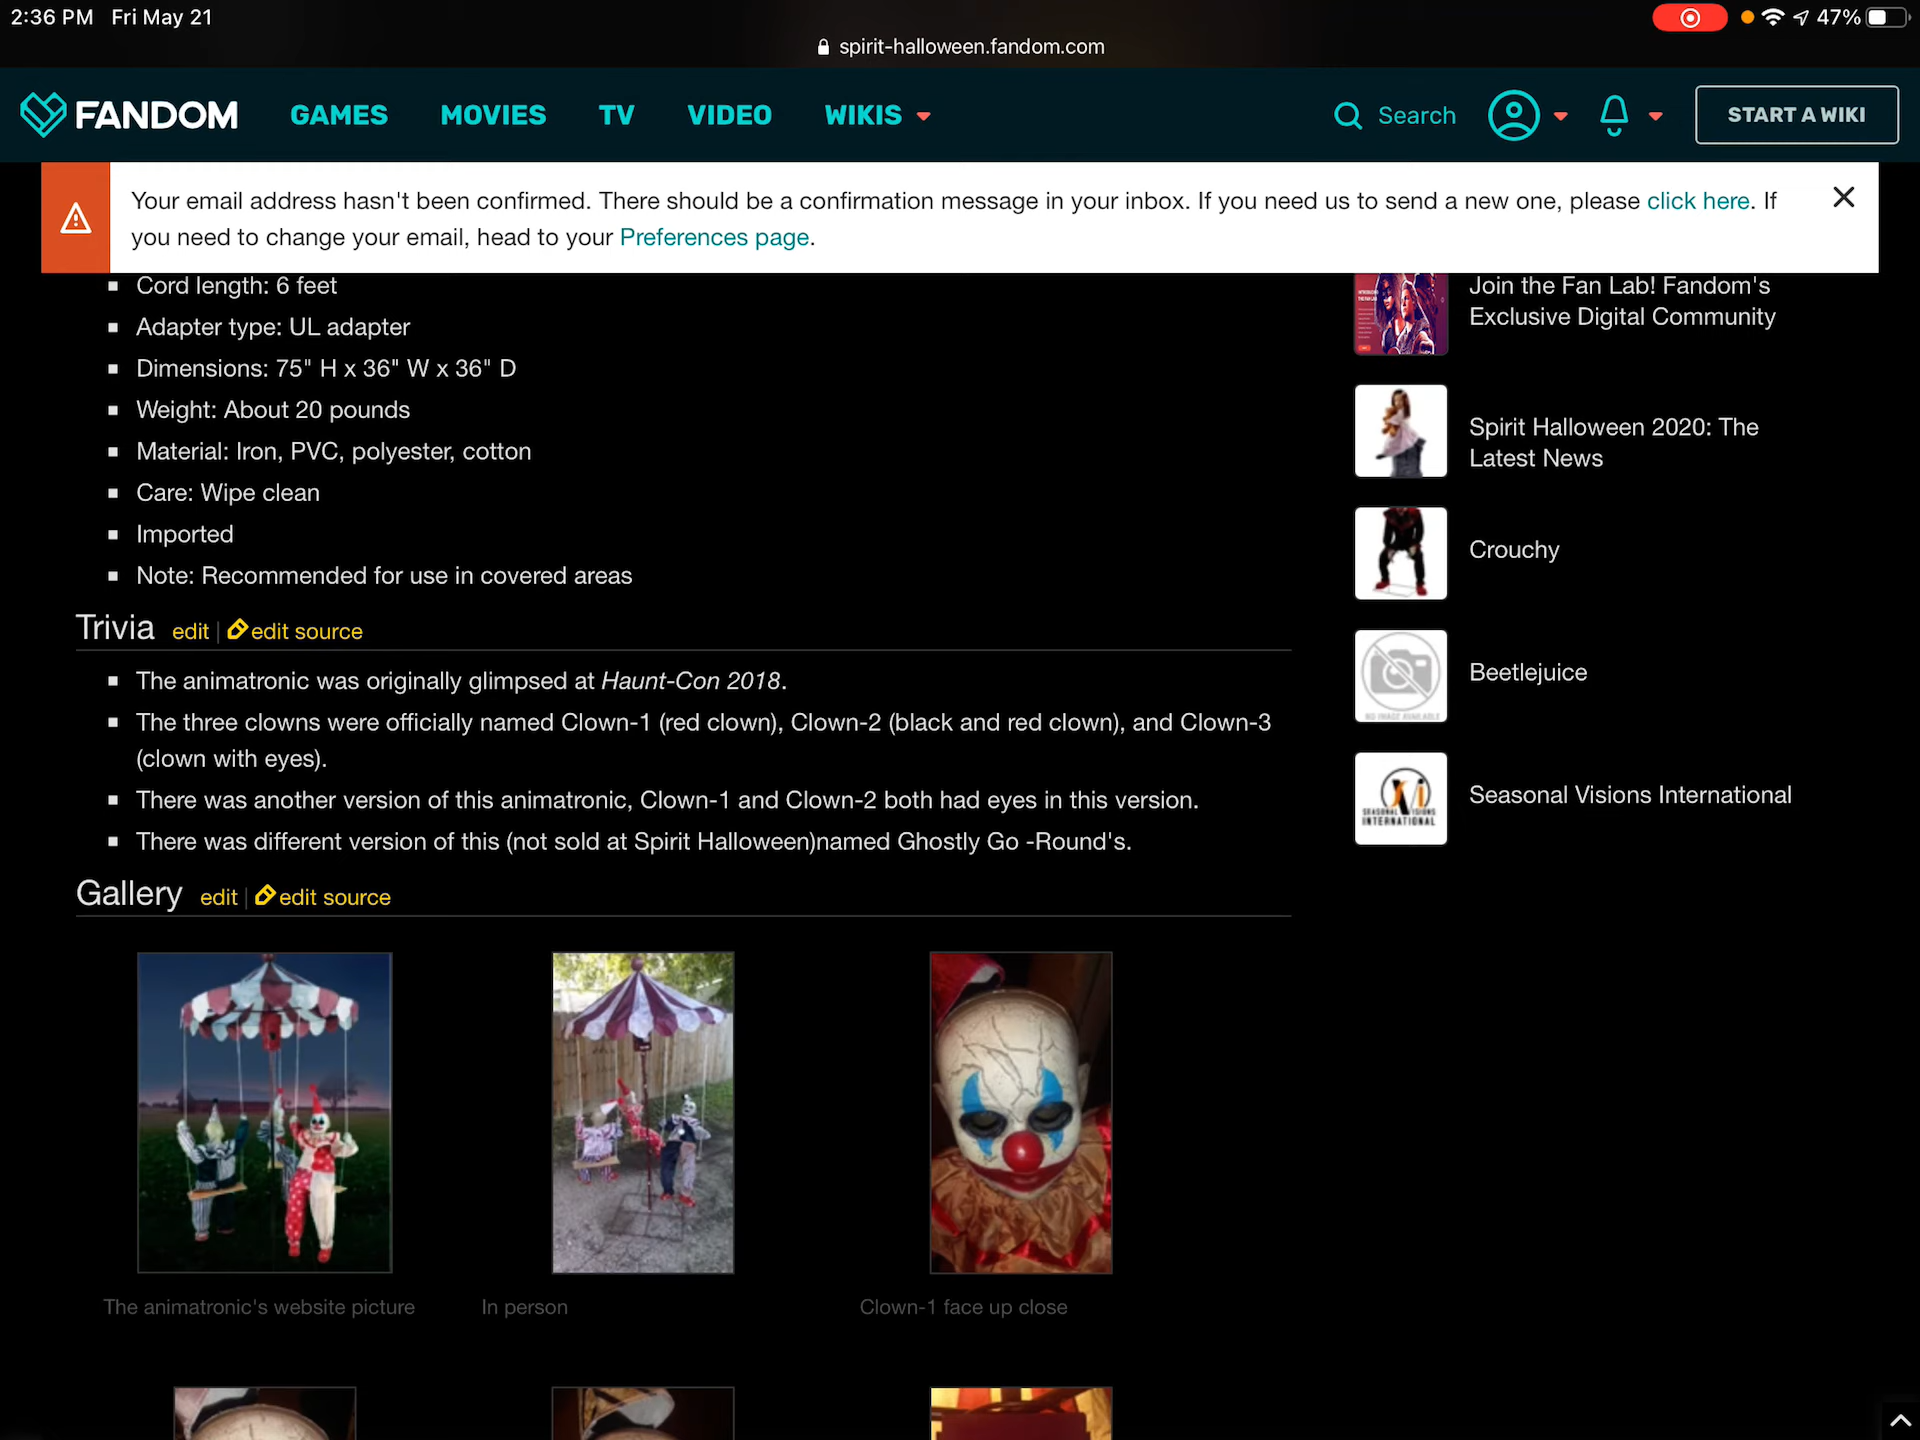 2:36 PM Fri May 21
47%
spirit-halloween.fandom.com
FANDOM
GAMES
MOVIES
TV
VIDEO
WIKIS
Search
START A WIKI
Your email address hasn't been confirmed. There should be a confirmation message in your inbox. If you need us to send a new one, please click here. If
you need to change your email, head to your Preferences page.
Cord length: 6 feet
Adapter type: UL adapter
Dimensions: 75" H x 36" W x 36" D
Weight: About 20 pounds
Material: Iron, PVC, polyester, cotton
Care: Wipe clean
Imported
Note: Recommended for use in covered areas
Trivia edit | edit source
The animatronic was originally glimpsed at Haunt-Con 2018.
The three clowns were officially named Clown-1 (red clown), Clown-2 (black and red clown), and Clown-3
(clown with eyes).
There was another version of this animatronic, Clown-1 and Clown-2 both had eyes in this version.
There was different version of this (not sold at Spirit Halloween)named Ghostly Go -Round's.
Gallery edit | edit source
The animatronic's website picture
In person
Clown-1 face up close
Join the Fan Lab! Fandom's
Exclusive Digital Community
Spirit Halloween 2020: The
Latest News
Crouchy
NO IMAGE AVAILABLE
Beetlejuice
SEASONAL VISIONS
INTERNATIONAL
Seasonal Visions International